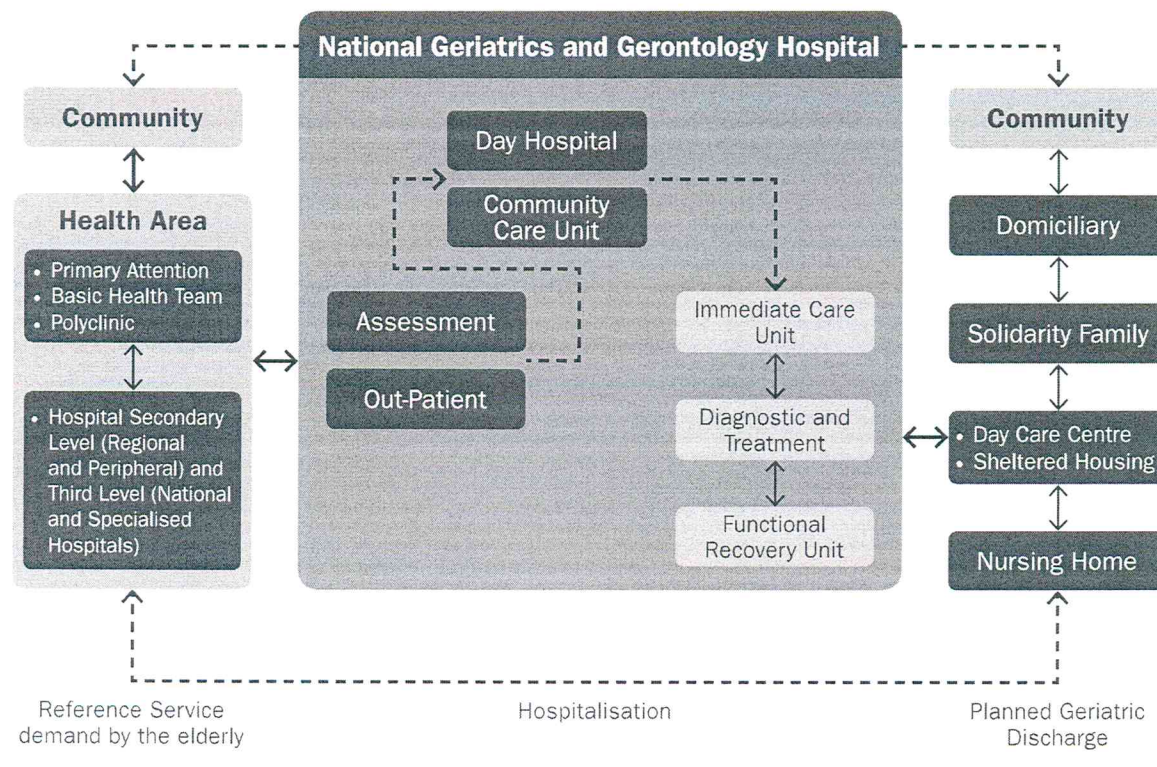 National Geriatrics and Gerontology Hospital
Community
Health Area
• Primary Attention
• Basic Health Team
• Polyclinic
• Hospital Secondary
Level (Regional
and Peripheral) and
Third Level (National
and Specialised
Hospitals)
Day Hospital
Community
Care Unit
Assessment
Out-Patient
Immediate Care
Unit
Diagnostic and
Treatment
Functional
Recovery Unit
Community
Domiciliary
Solidarity Family
• Day Care Centre
• Sheltered Housing
Nursing Home
Reference Service
demand by the elderly
Hospitalisation
Planned Geriatric
Discharge